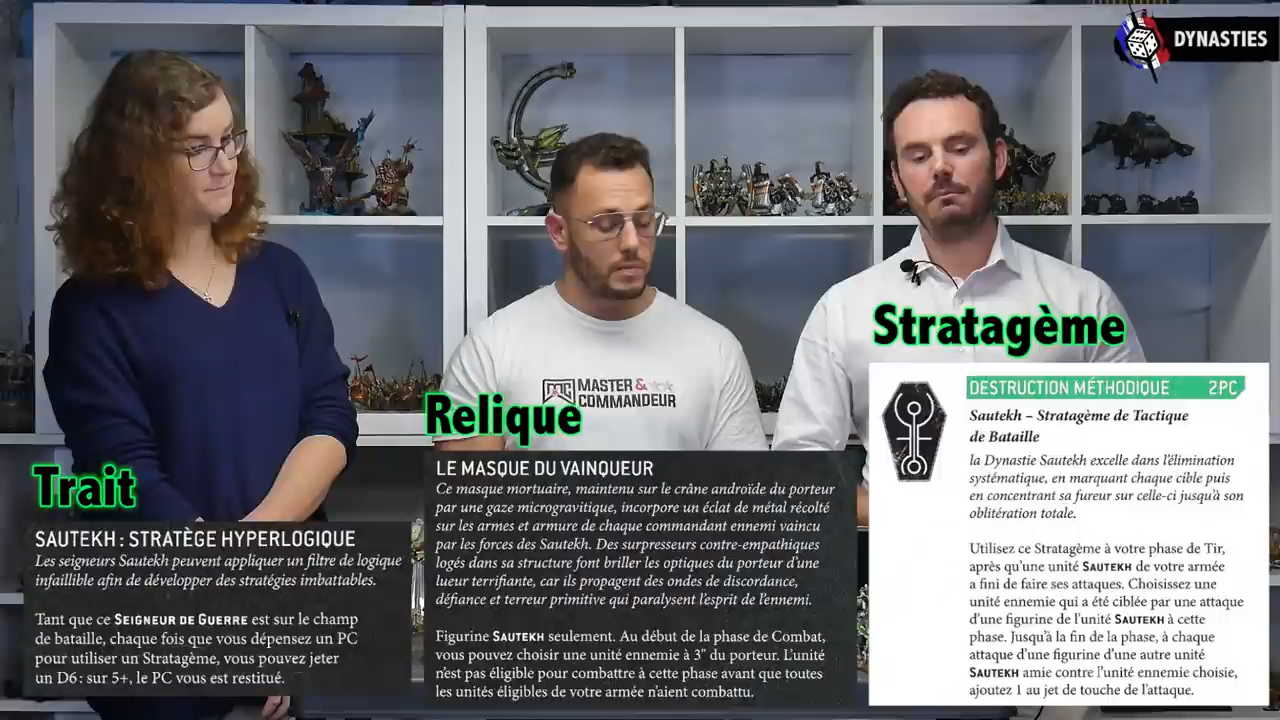 DYNASTIES
MASTER &
COMMANDEUR
Trait
SAUTEKH : STRATÈGE HYPERLOGIQUE
Les seigneurs Sautekh peuvent appliquer un filtre de logique
infaillible afin de développer des stratégies imbattables.
Tant que ce SEIGNEUR DE GUERRE est sur le champ
de bataille, chaque fois que vous dépensez un PC
pour utiliser un Stratagème, vous pouvez jeter
un D6 : sur 5+, le PC vous est restitué.
Relique
LE MASQUE DU VAINQUEUR
Ce masque mortuaire, maintenu sur le crâne androïde du porteur
par une gaze microgravitique, incorpore un éclat de métal récolté
sur les armes et armure de chaque commandant ennemi vaincu
par les forces des Sautekh. Des surpresseurs contre-empathiques
logés dans sa structure font briller les optiques du porteur d'une
lueur terrifiante, car ils propagent des ondes de discordance,
défiance et terreur primitive qui paralysent l'esprit de l'ennemi.
Figurine SAUTEKH seulement. Au début de la phase de Combat,
vous pouvez choisir une unité ennemie à 3" du porteur. L'unité
n'est pas éligible pour combattre à cette phase avant que toutes
les unités éligibles de votre armée n'aient combattu.
Stratagème
DESTRUCTION MÉTHODIQUE 2PC
Sautekh – Stratagème de Tactique
de Bataille
la Dynastie Sautekh excelle dans l'élimination
systématique, en marquant chaque cible puis
en concentrant sa fureur sur celle-ci jusqu'à son
oblitération totale.
Utilisez ce Stratagème à votre phase de Tir,
après qu'une unité SAUTEKH de votre armée
a fini de faire ses attaques. Choisissez une
unité ennemie qui a été ciblée par une attaque
d'une figurine de l'unité SAUTEKH à cette
phase. Jusqu'à la fin de la phase, à chaque
attaque d'une figurine d'une autre unité
SAUTEKH amie contre l'unité ennemie choisie,
ajoutez 1 au jet de touche de l'attaque.